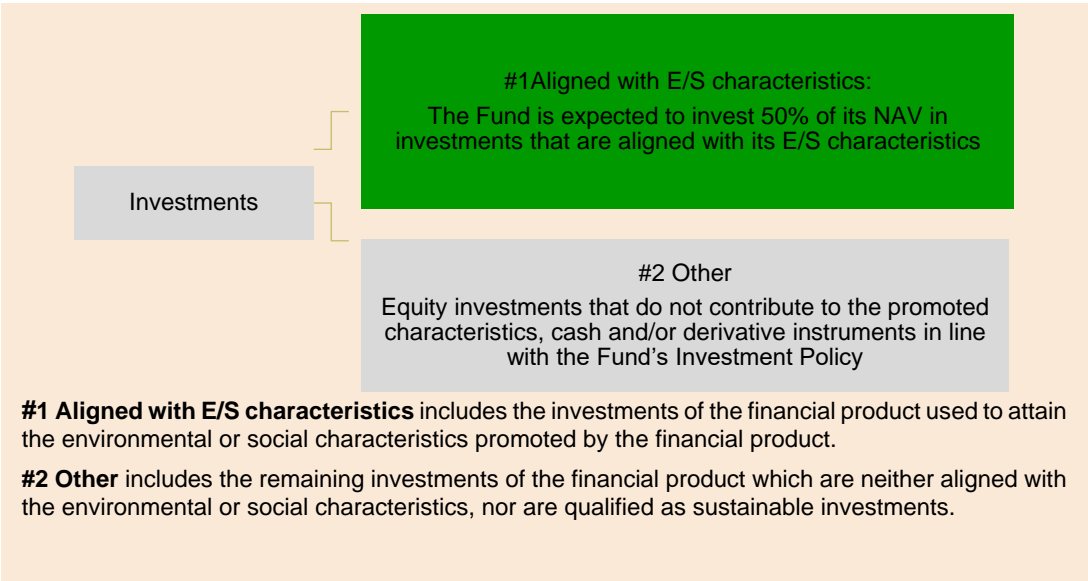 #1Aligned with E/S characteristics:
The Fund is expected to invest 50% of its NAV in
investments that are aligned with its E/S characteristics
Investments
#2 Other
Equity investments that do not contribute to the promoted
characteristics, cash and/or derivative instruments in line
with the Fund's Investment Policy
#1 Aligned with E/S characteristics includes the investments of the financial product used to attain
the environmental or social characteristics promoted by the financial product.
#2 Other includes the remaining investments of the financial product which are neither aligned with
the environmental or social characteristics, nor are qualified as sustainable investments.